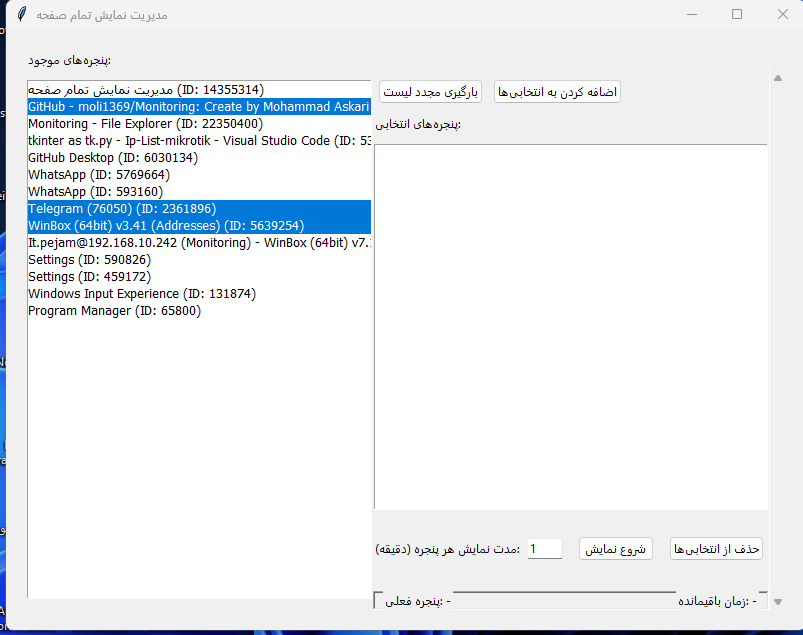 مدیریت نمایش تمام صفحه
پنجره‌های موجود:
مدیریت نمایش تمام صفحه (ID: 14355314)
GitHub - moli1369/Monitoring: Create by Mohammad Askari
Monitoring - File Explorer (ID: 22350400)
tkinter as tk.py - Ip-List-mikrotik - Visual Studio Code (ID: 53
GitHub Desktop (ID: 6030134)
WhatsApp (ID: 5769664)
WhatsApp (ID: 593160)
Telegram (76050) (ID: 2361896)
WinBox (64bit) v3.41 (Addresses) (ID: 5639254)
It.pejam@192.168.10.242 (Monitoring) - WinBox (64bit) v7.
Settings (ID: 590826)
Settings (ID: 459172)
Windows Input Experience (ID: 131874)
Program Manager (ID: 65800)
بارگیری مجدد لیست
اضافه کردن به انتخابی‌ها
پنجره‌های انتخابی:
مدت نمایش هر پنجره (دقیقه):
1
شروع نمایش
حذف از انتخابی‌ها
پنجره فعلی: -
زمان باقیمانده: -